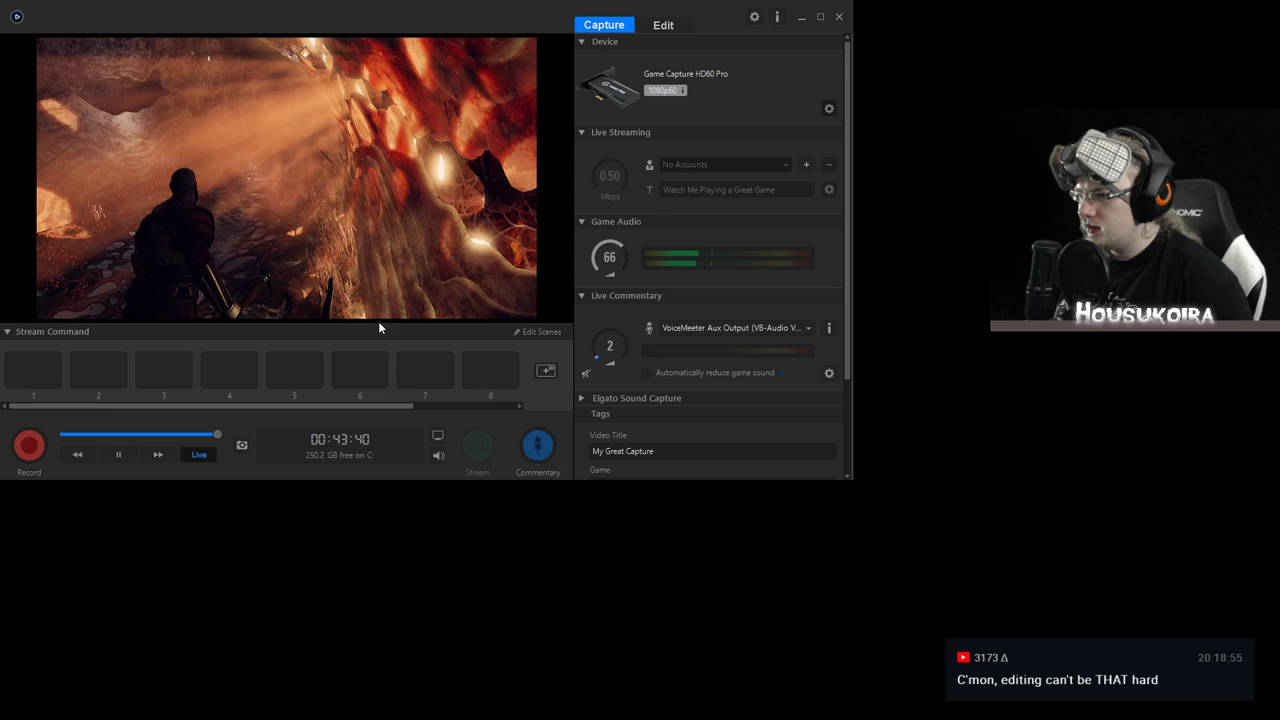 Capture
Edit
Device
Game Capture HD60 Pro
1080p60
Live Streaming
0.50
Mbps
No Accounts
Watch Me Playing a Great Game
Game Audio
66
Live Commentary
2
VoiceMeeter Aux Output (VB-Audio V...
Automatically reduce game sound
Elgato Sound Capture
Tags
Video Title
My Great Capture
Game
Stream Command
Edit Scenes
1 2 3 4 5 6 7 8
Live
00:43:40
250.2 GB free on C:
Record
Stream
Commentary
NOMIC
HOUSUKOIRA
3173 Δ
20:18:55
C'mon, editing can't be THAT hard